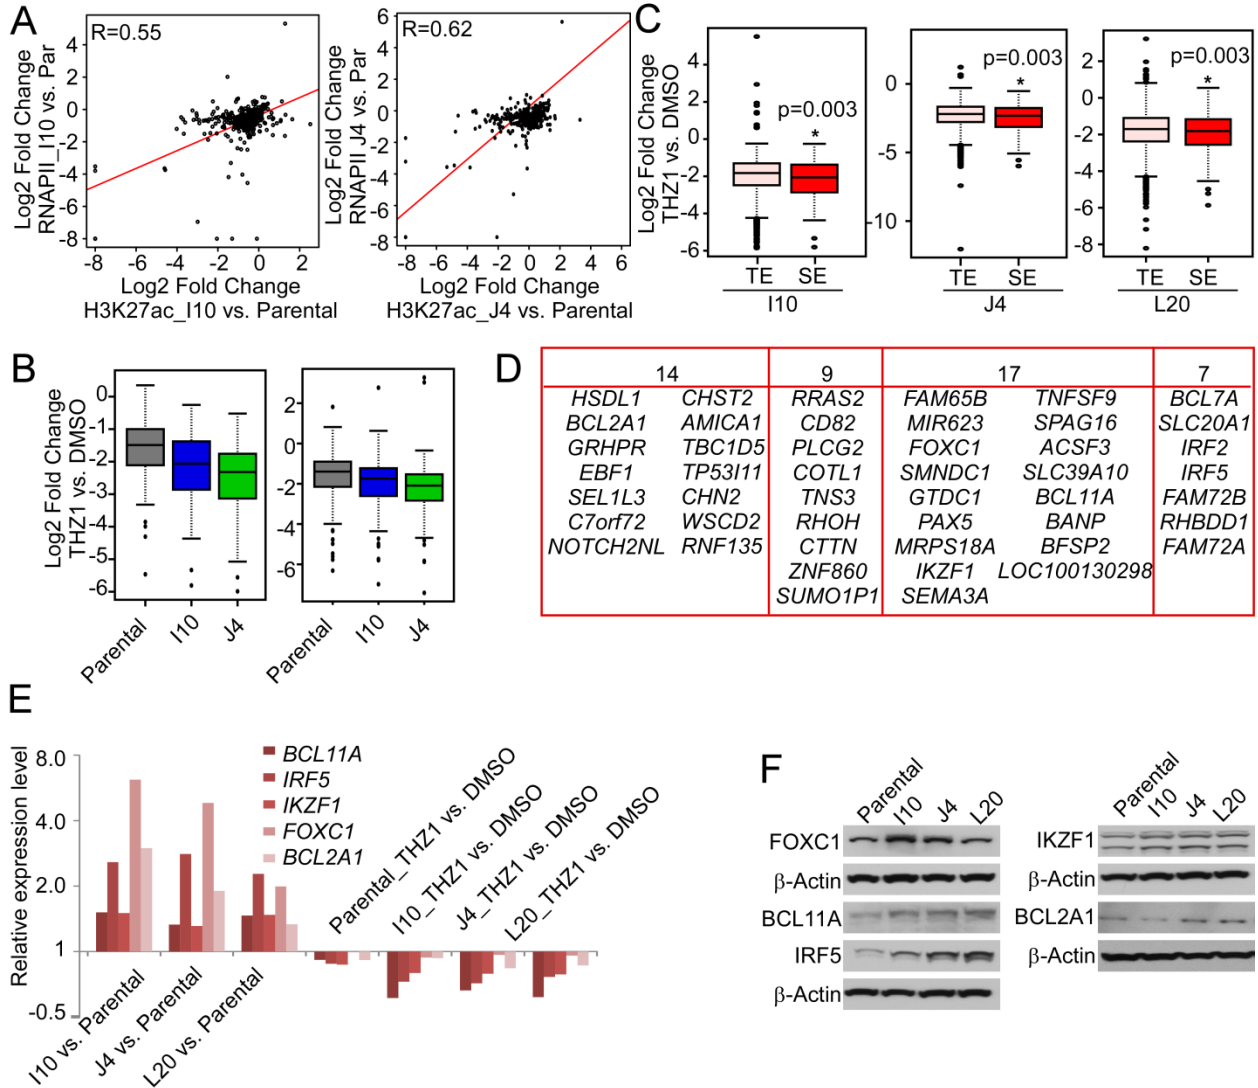 A
R=0.55
Log2 Fold Change
RNAPII_I10 vs. Par
4
2
0
-2
-4
-6
-8
-8 -6 -4 -2 0 2
Log2 Fold Change
H3K27ac_I10 vs. Parental
R=0.62
Log2 Fold Change
RNAPII J4 vs. Par
6
4
2
0
-2
-4
-6
-8
-8 -6 -4 -2 0 2 4 6
Log2 Fold Change
H3K27ac_J4 vs. Parental
C
Log2 Fold Change
THZ1 vs. DMSO
6
4
2
0
-2
-4
-6
p=0.003
*
TE SE
I10
0
-5
-10
p=0.003
*
TE SE
J4
4
2
0
-2
-4
-6
-8
p=0.003
*
TE SE
L20
B
Log2 Fold Change
THZ1 vs. DMSO
0
-1
-2
-3
-4
-5
-6
Parental I10 J4
2
0
-2
-4
-6
Parental I10 J4
D
14 9 17 7
HSDL1 CHST2 RRAS2 FAM65B TNFSF9 BCL7A
BCL2A1 AMICA1 CD82 MIR623 SPAG16 SLC20A1
GRHPR TBC1D5 PLCG2 FOXC1 ACSF3 IRF2
EBF1 TP53I11 COTL1 SMNDC1 SLC39A10 IRF5
SEL1L3 CHN2 TNS3 GTDC1 BCL11A FAM72B
C7orf72 WSCD2 RHOH PAX5 BANP RHBDD1
NOTCH2NL RNF135 CTTN MRPS18A BFSP2 FAM72A
ZNF860 IKZF1 LOC100130298
SUMO1P1 SEMA3A
E
Relative expression level
8.0
4.0
2.0
1
-0.5
BCL11A
IRF5
IKZF1
FOXC1
BCL2A1
I10 vs. Parental
J4 vs. Parental
L20 vs. Parental
Parental_THZ1 vs. DMSO
I10_THZ1 vs. DMSO
J4_THZ1 vs. DMSO
L20_THZ1 vs. DMSO
F
Parental I10 J4 L20
FOXC1
β-Actin
BCL11A
IRF5
β-Actin
Parental I10 J4 L20
IKZF1
β-Actin
BCL2A1
β-Actin